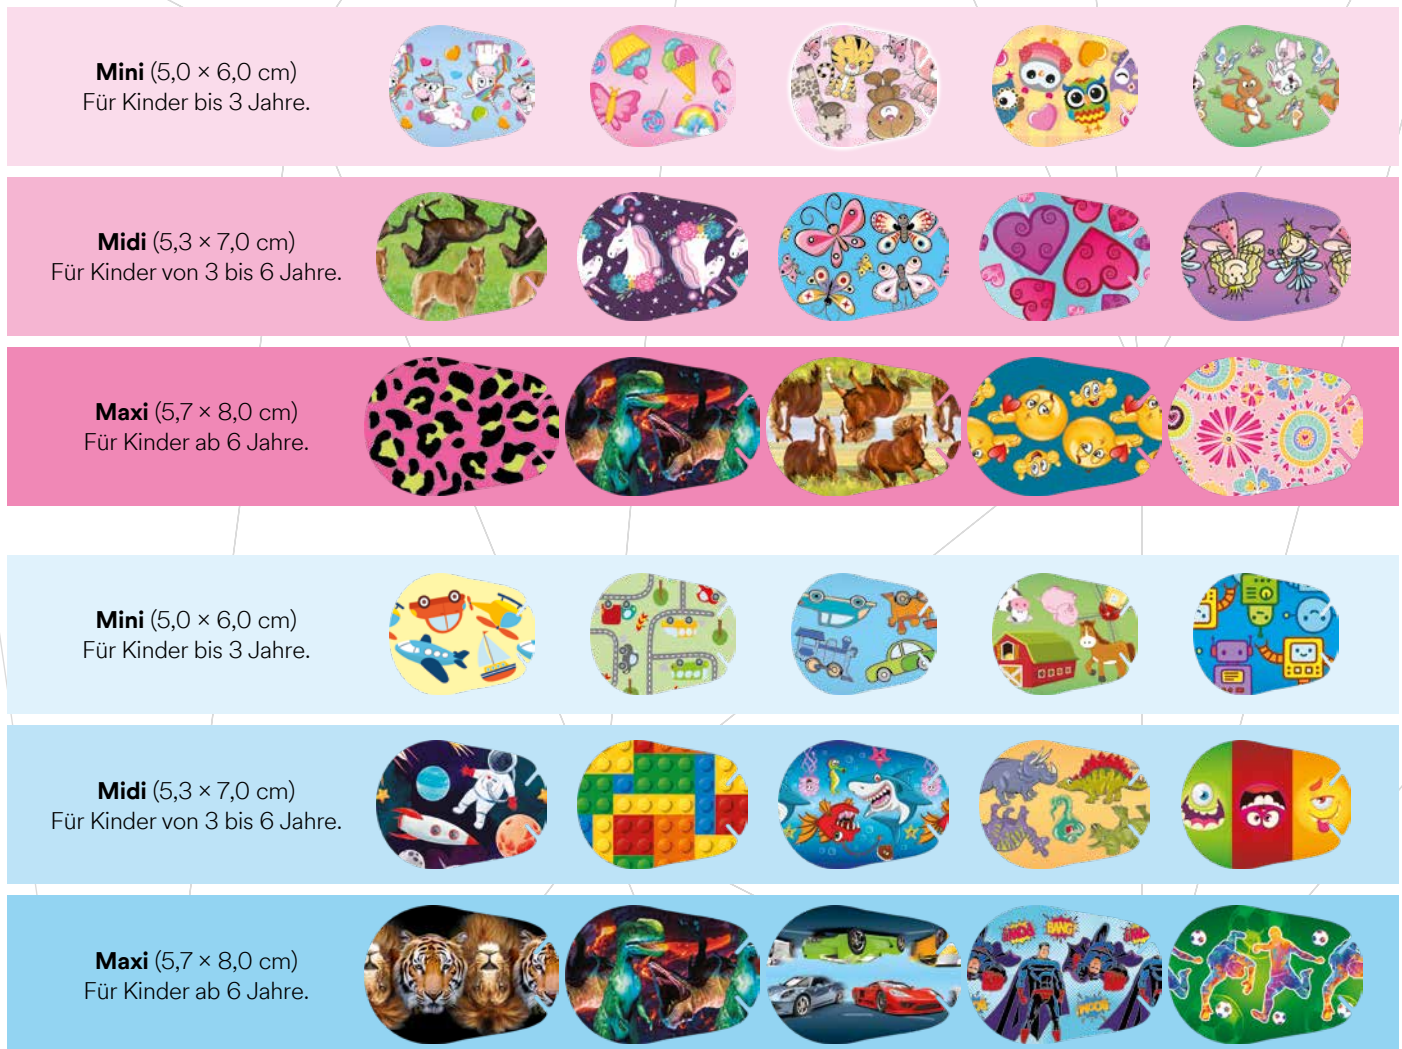 Mini (5,0 × 6,0 cm)
Für Kinder bis 3 Jahre.
Midi (5,3 × 7,0 cm)
Für Kinder von 3 bis 6 Jahre.
Maxi (5,7 × 8,0 cm)
Für Kinder ab 6 Jahre.
Mini (5,0 × 6,0 cm)
Für Kinder bis 3 Jahre.
Midi (5,3 × 7,0 cm)
Für Kinder von 3 bis 6 Jahre.
Maxi (5,7 × 8,0 cm)
Für Kinder ab 6 Jahre.
BANG